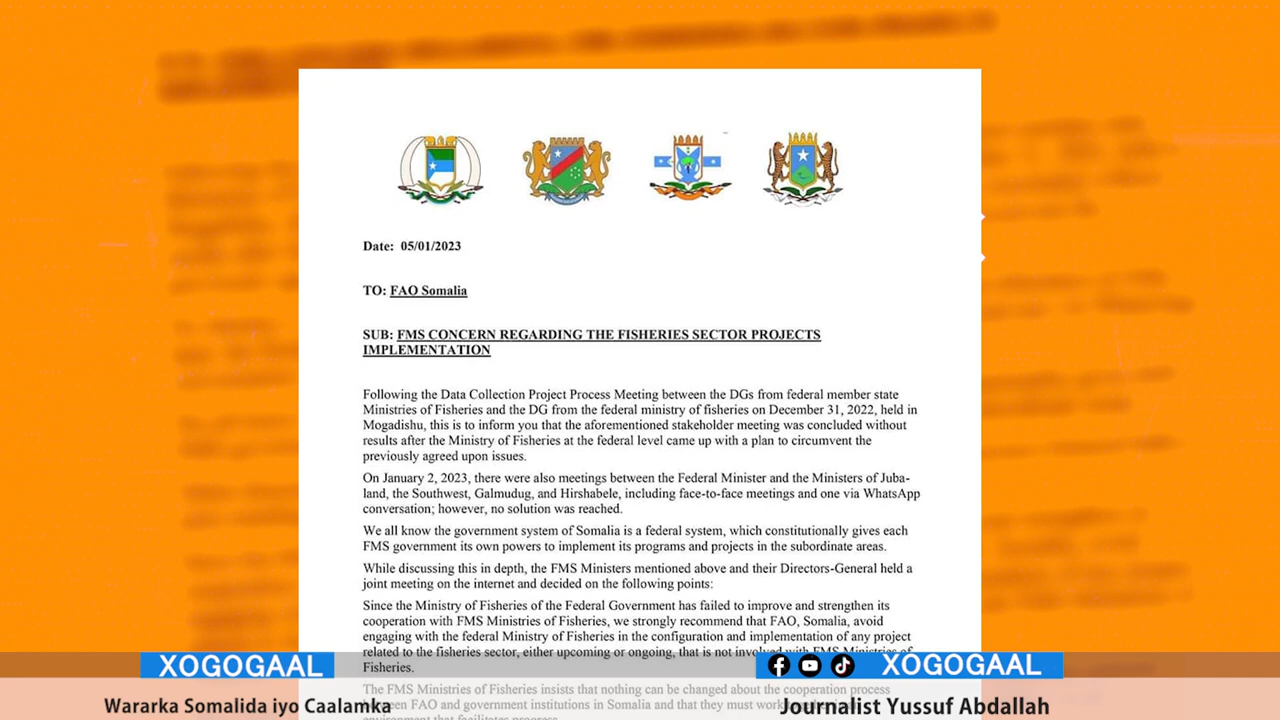 Date: 05/01/2023
TO: FAO Somalia
SUB: FMS CONCERN REGARDING THE FISHERIES SECTOR PROJECTS
IMPLEMENTATION
Following the Data Collection Project Process Meeting between the DGs from federal member state
Ministries of Fisheries and the DG from the federal ministry of fisheries on December 31, 2022, held in
Mogadishu, this is to inform you that the aforementioned stakeholder meeting was concluded without
results after the Ministry of Fisheries at the federal level came up with a plan to circumvent the
previously agreed upon issues.
On January 2, 2023, there were also meetings between the Federal Minister and the Ministers of Juba-
land, the Southwest, Galmudug, and Hirshabele, including face-to-face meetings and one via WhatsApp
conversation; however, no solution was reached.
We all know the government system of Somalia is a federal system, which constitutionally gives each
FMS government its own powers to implement its programs and projects in the subordinate areas.
While discussing this in depth, the FMS Ministers mentioned above and their Directors-General held a
joint meeting on the internet and decided on the following points:
Since the Ministry of Fisheries of the Federal Government has failed to improve and strengthen its
cooperation with FMS Ministries of Fisheries, we strongly recommend that FAO, Somalia, avoid
engaging with the federal Ministry of Fisheries in the configuration and implementation of any project
related to the fisheries sector, either upcoming or ongoing, that is not involved with FMS Ministries of
Fisheries.
The FMS Ministries of Fisheries insists that nothing can be changed about the cooperation process
between FAO and government institutions in Somalia and that they must work
environment that facilitates progress.
XOGOGAAL
XOGOGAAL
Wararka Somalida iyo Caalamka
Journalist Yussuf Abdallah